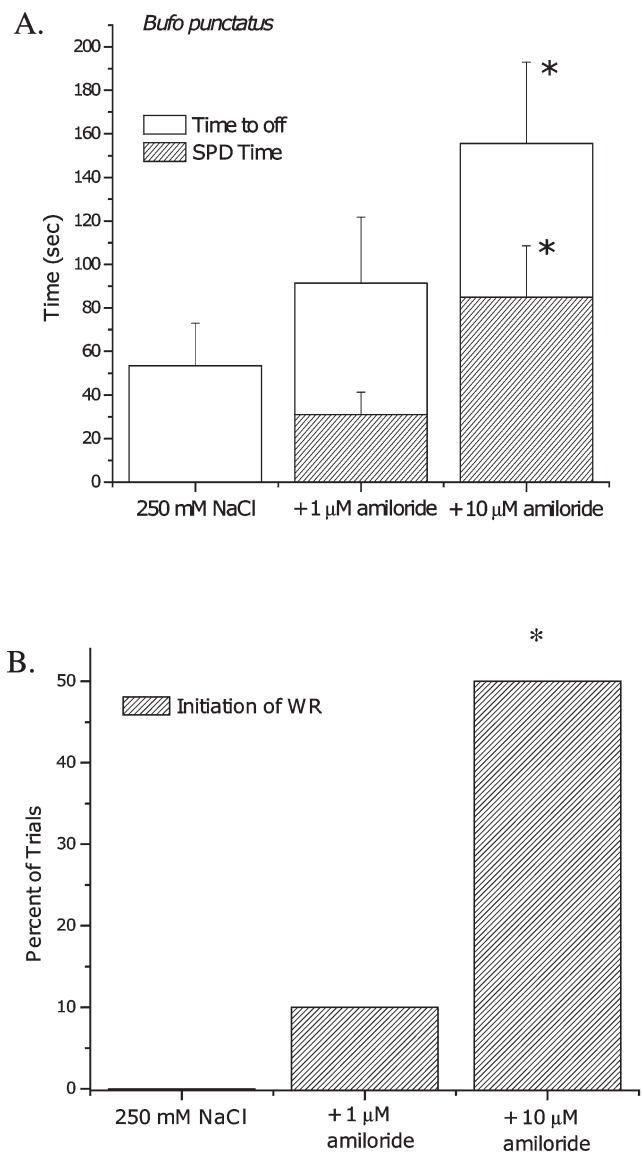 A.
Bufo punctatus
200
180
160
140
120
100
80
60
40
20
0
Time (sec)
Time to off
SPD Time
*
*
250 mM NaCl
+1 μM amiloride
+10 μM amiloride
B.
*
50
40
30
20
10
0
Percent of Trials
Initiation of WR
250 mM NaCl
+1 μM
amiloride
+10 μM
amiloride